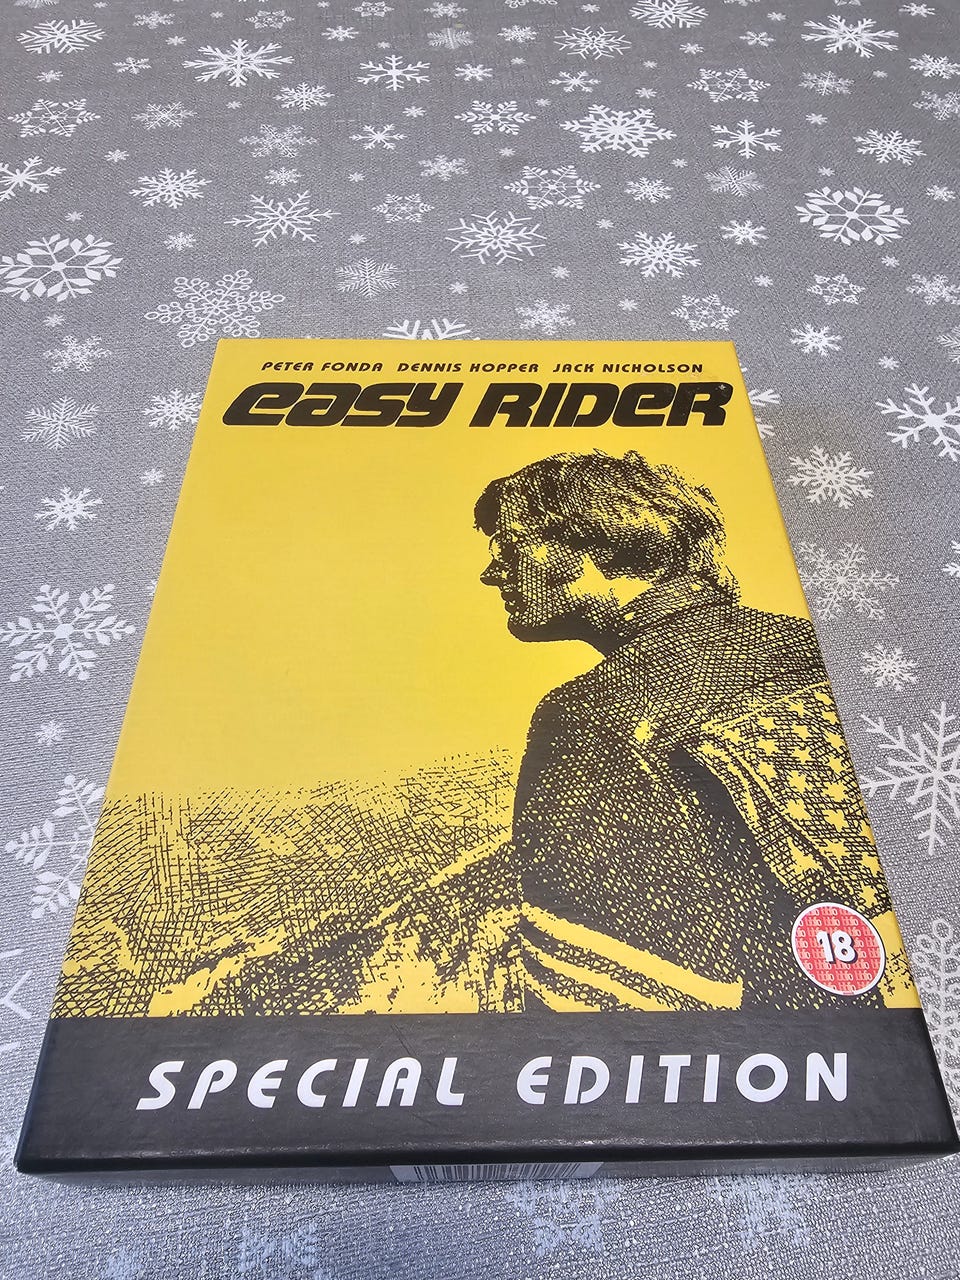 PETER FONDA DENNIS HOPPER JACK NICHOLSON
easy RIDeR
18
SPECIAL EDITION